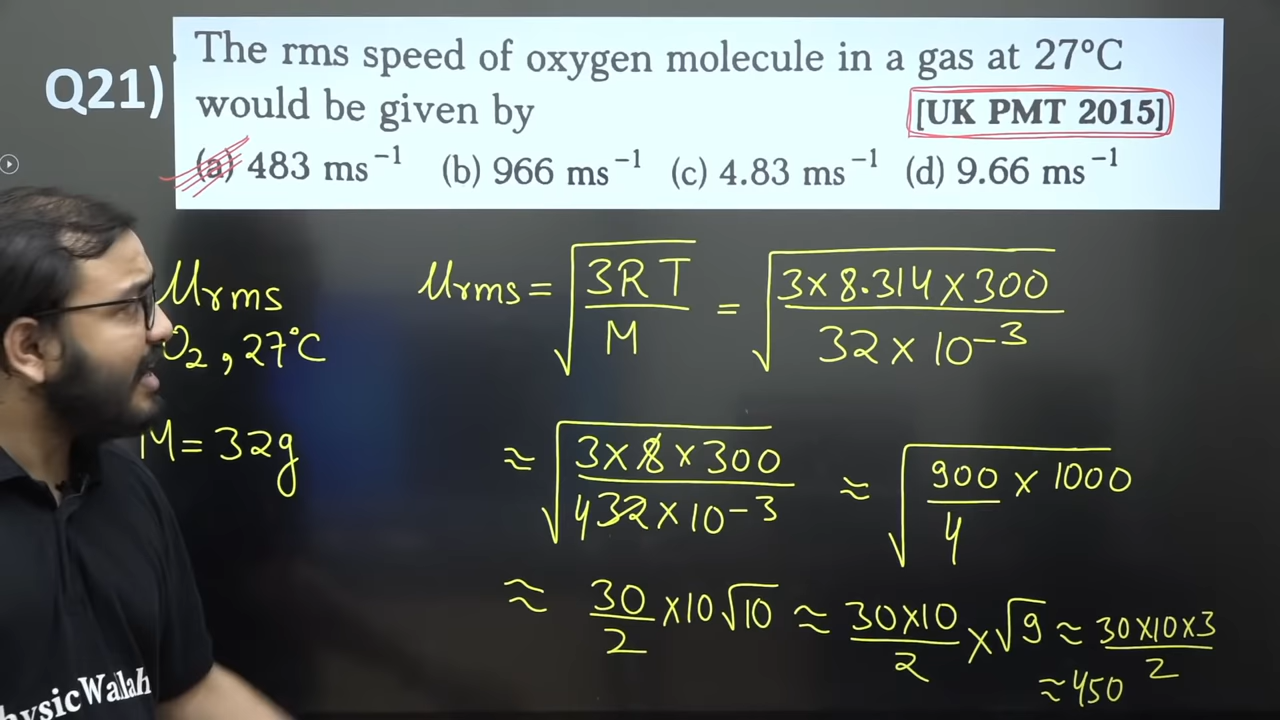 Q21)
The rms speed of oxygen molecule in a gas at 27°C
would be given by [UK PMT 2015]
(a) 483 ms⁻¹ (b) 966 ms⁻¹ (c) 4.83 ms⁻¹ (d) 9.66 ms⁻¹
μrms
O₂, 27°C
M = 32g
μrms = √(3RT/M) = √((3 × 8.314 × 300)/(32 × 10⁻³))
≈ √((3 × 8 × 300)/(4 32 × 10⁻³)) ≈ √(900/4 × 1000)
≈ 30/2 × 10√10 ≈ (30 × 10)/2 × √9 ≈ (30 × 10 × 3)/2
≈ 450
hysicWallah